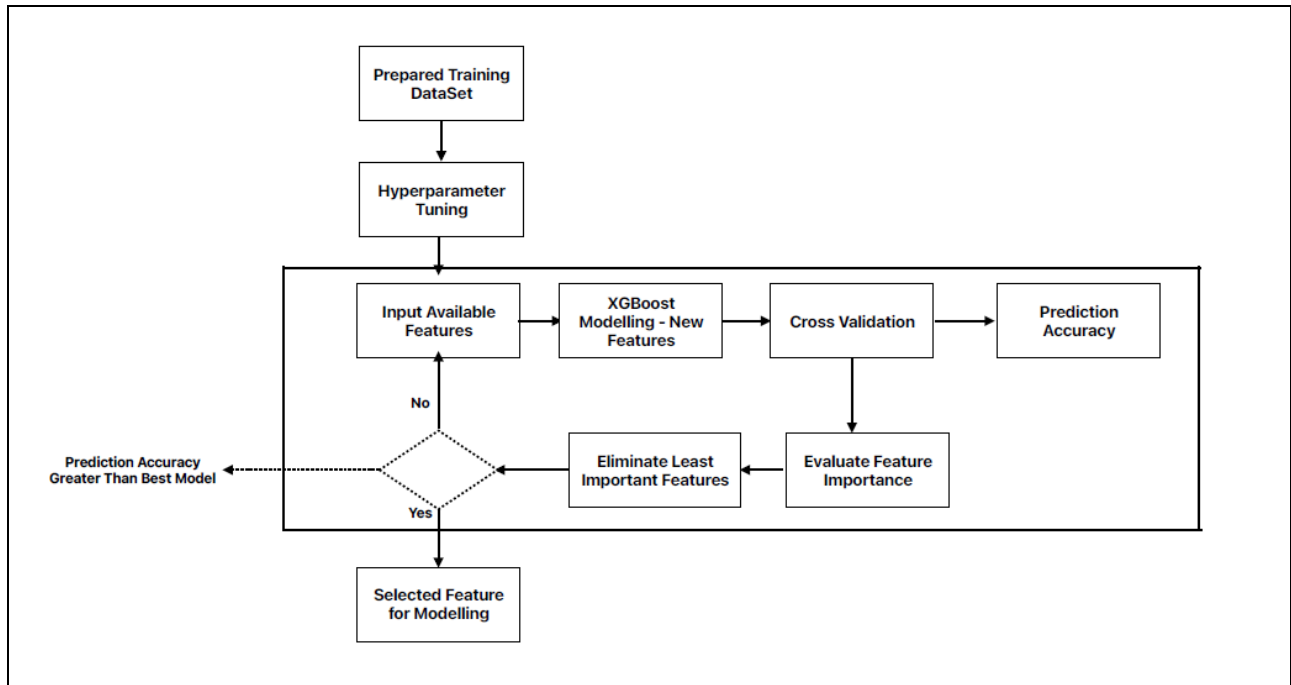 Prepared Training
DataSet
Hyperparameter
Tuning
Input Available
Features
XGBoost
Modelling - New
Features
Cross Validation
Prediction
Accuracy
No
Prediction Accuracy
Greater Than Best Model
Eliminate Least
Important Features
Evaluate Feature
Importance
Yes
Selected Feature
for Modelling